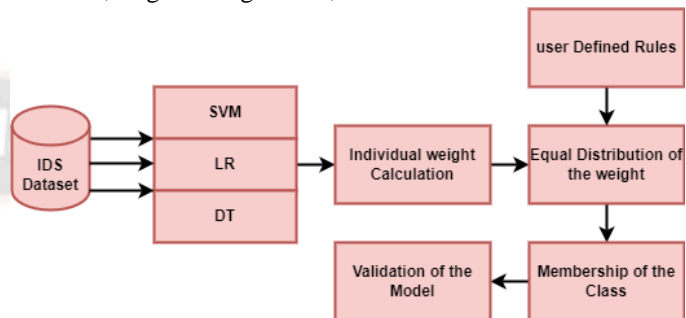 user Defined Rules
SVM
LR
DT
IDS
Dataset
Individual weight
Calculation
Equal Distribution of
the weight
Validation of the
Model
Membership of the
Class